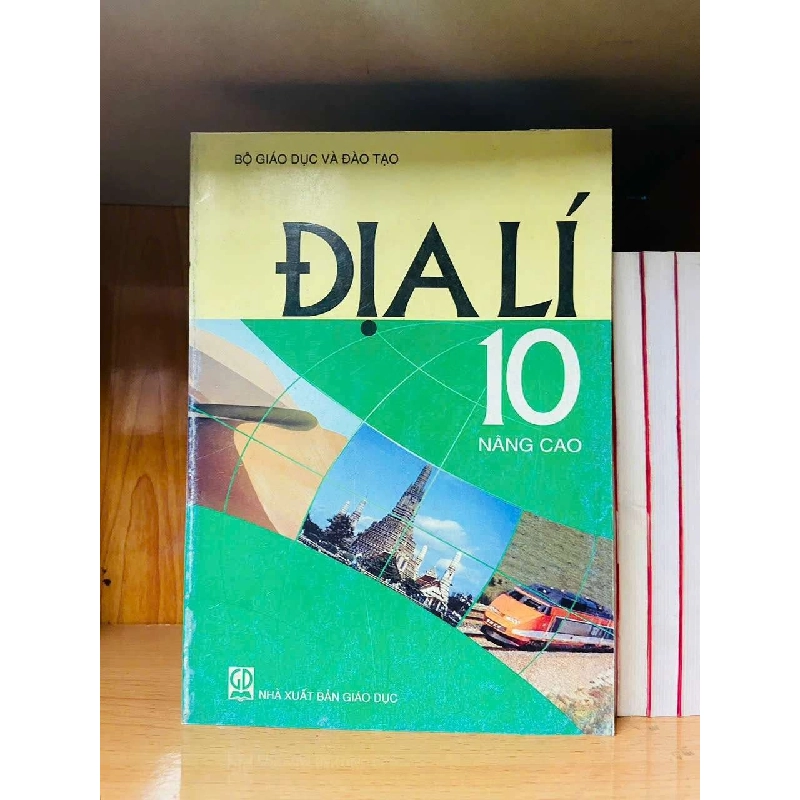 BỘ GIÁO DỤC VÀ ĐÀO TẠO
ĐỊA LÍ
10
NÂNG CAO
GD
NHÀ XUẤT BẢN GIÁO DỤC